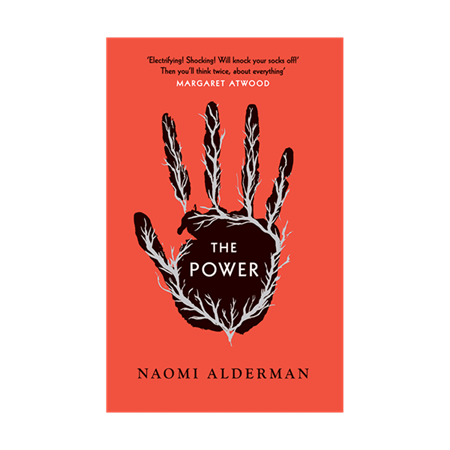 'Electrifying! Shocking! Will knock your socks off!'
Then you'll think twice, about everything'
MARGARET ATWOOD
THE
POWER
NAOMI ALDERMAN